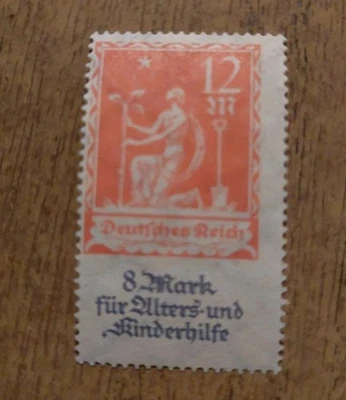 12
M
Deutsches Reich
8 Mark
für Alters- und
Kinderhilfe